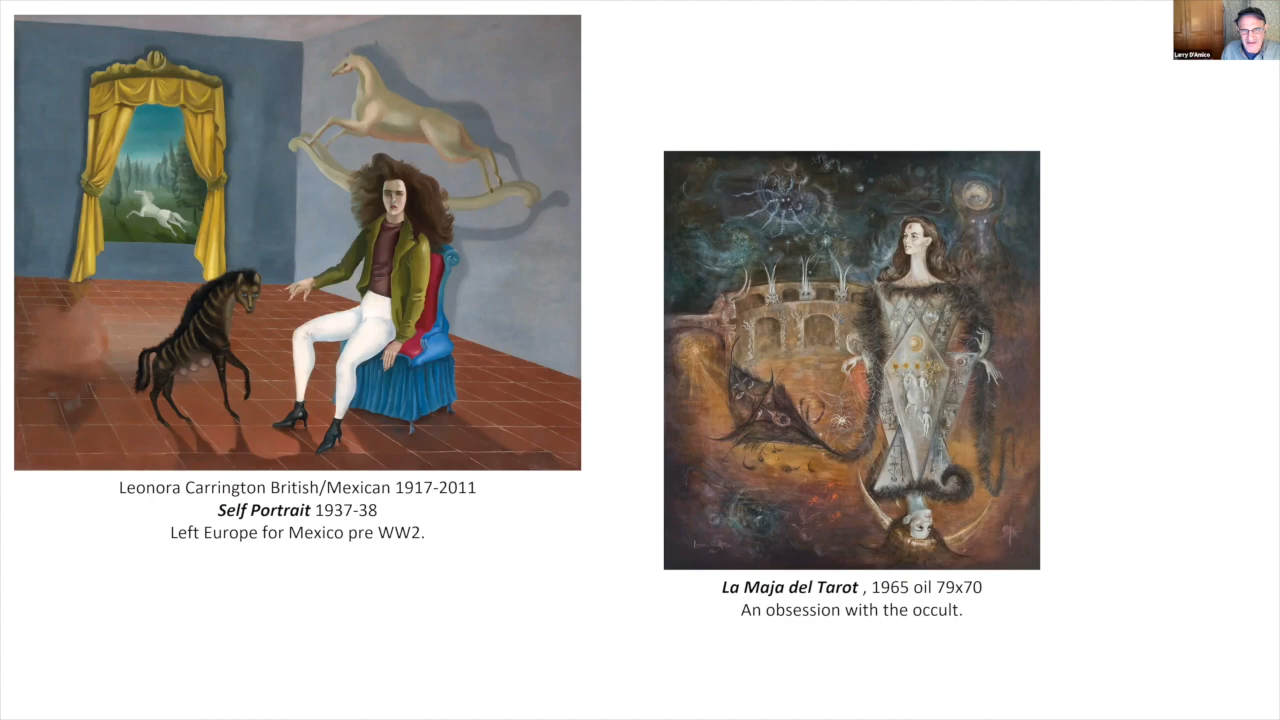 Larry D'Amico
Leonora Carrington British/Mexican 1917-2011
Self Portrait 1937-38
Left Europe for Mexico pre WW2.
La Maja del Tarot , 1965 oil 79x70
An obsession with the occult.